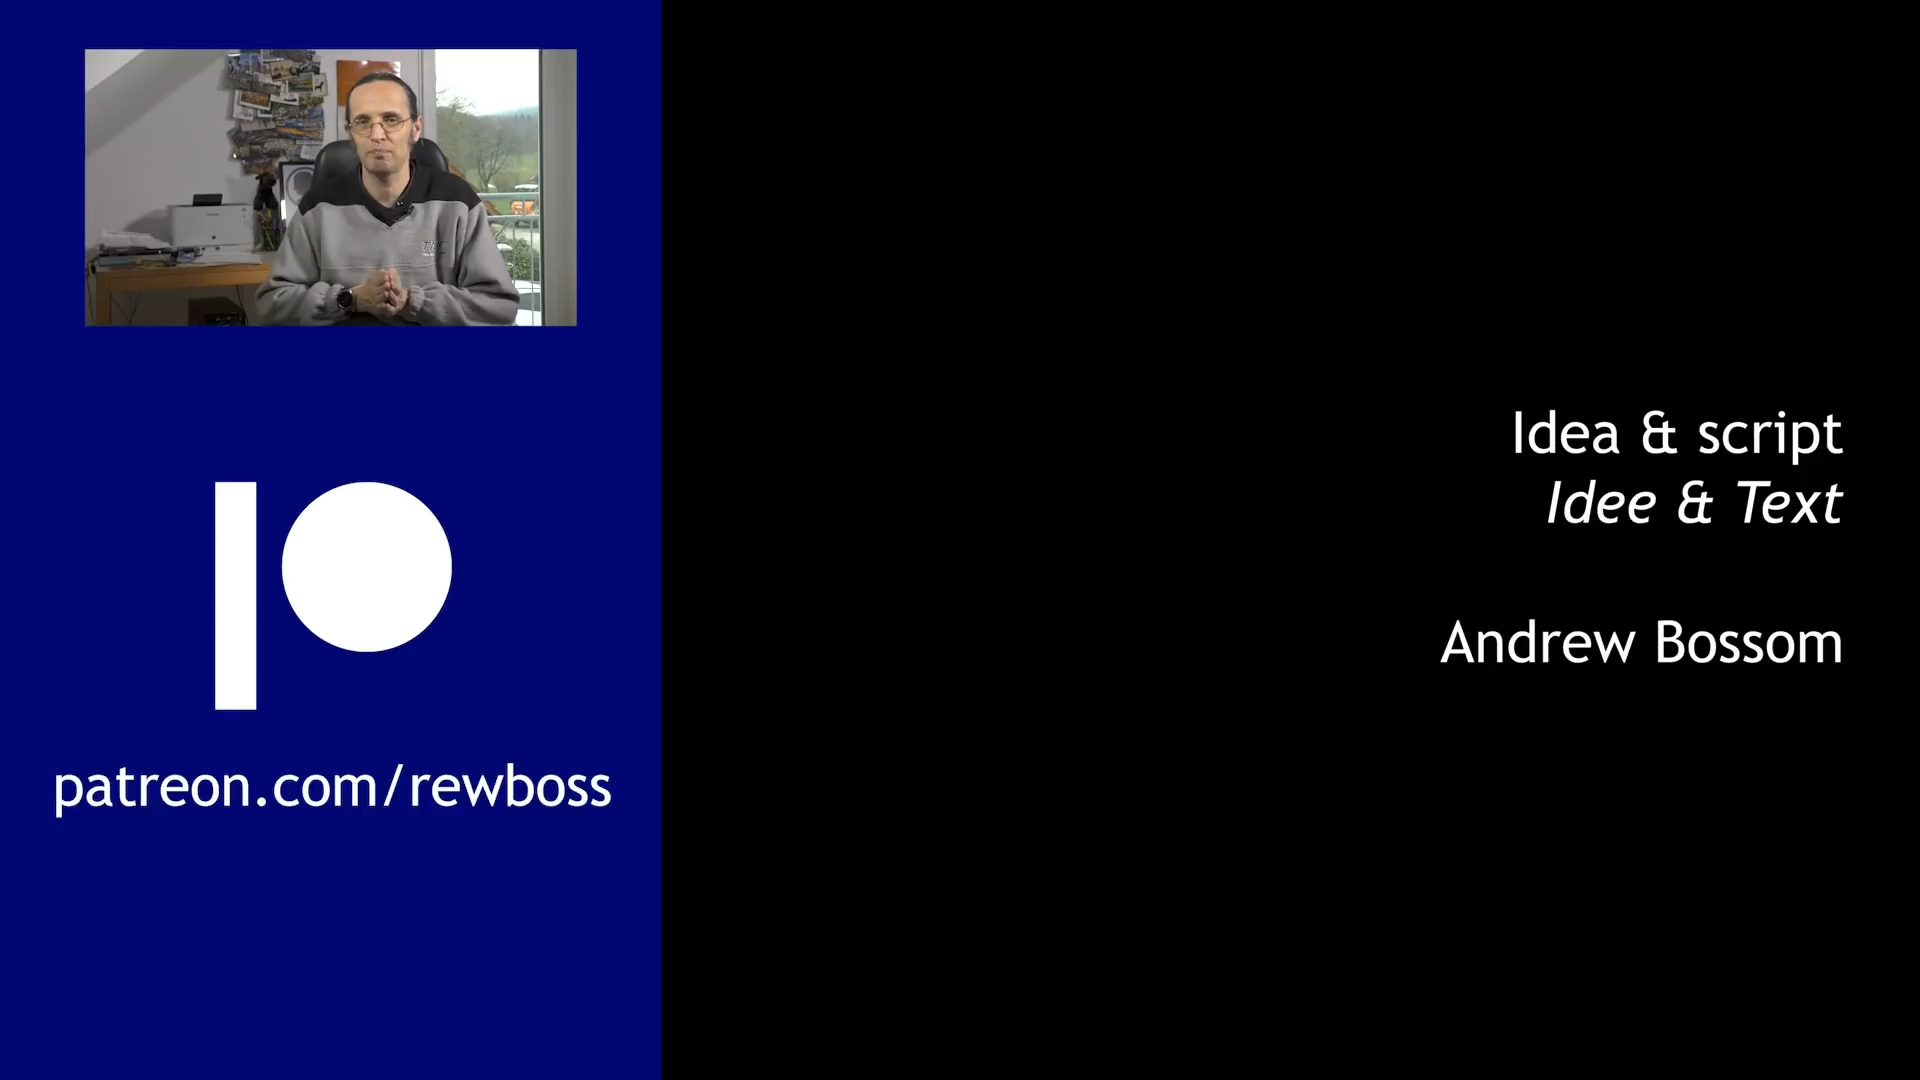 patreon.com/rewboss
Idea & script
Idee & Text
Andrew Bossom